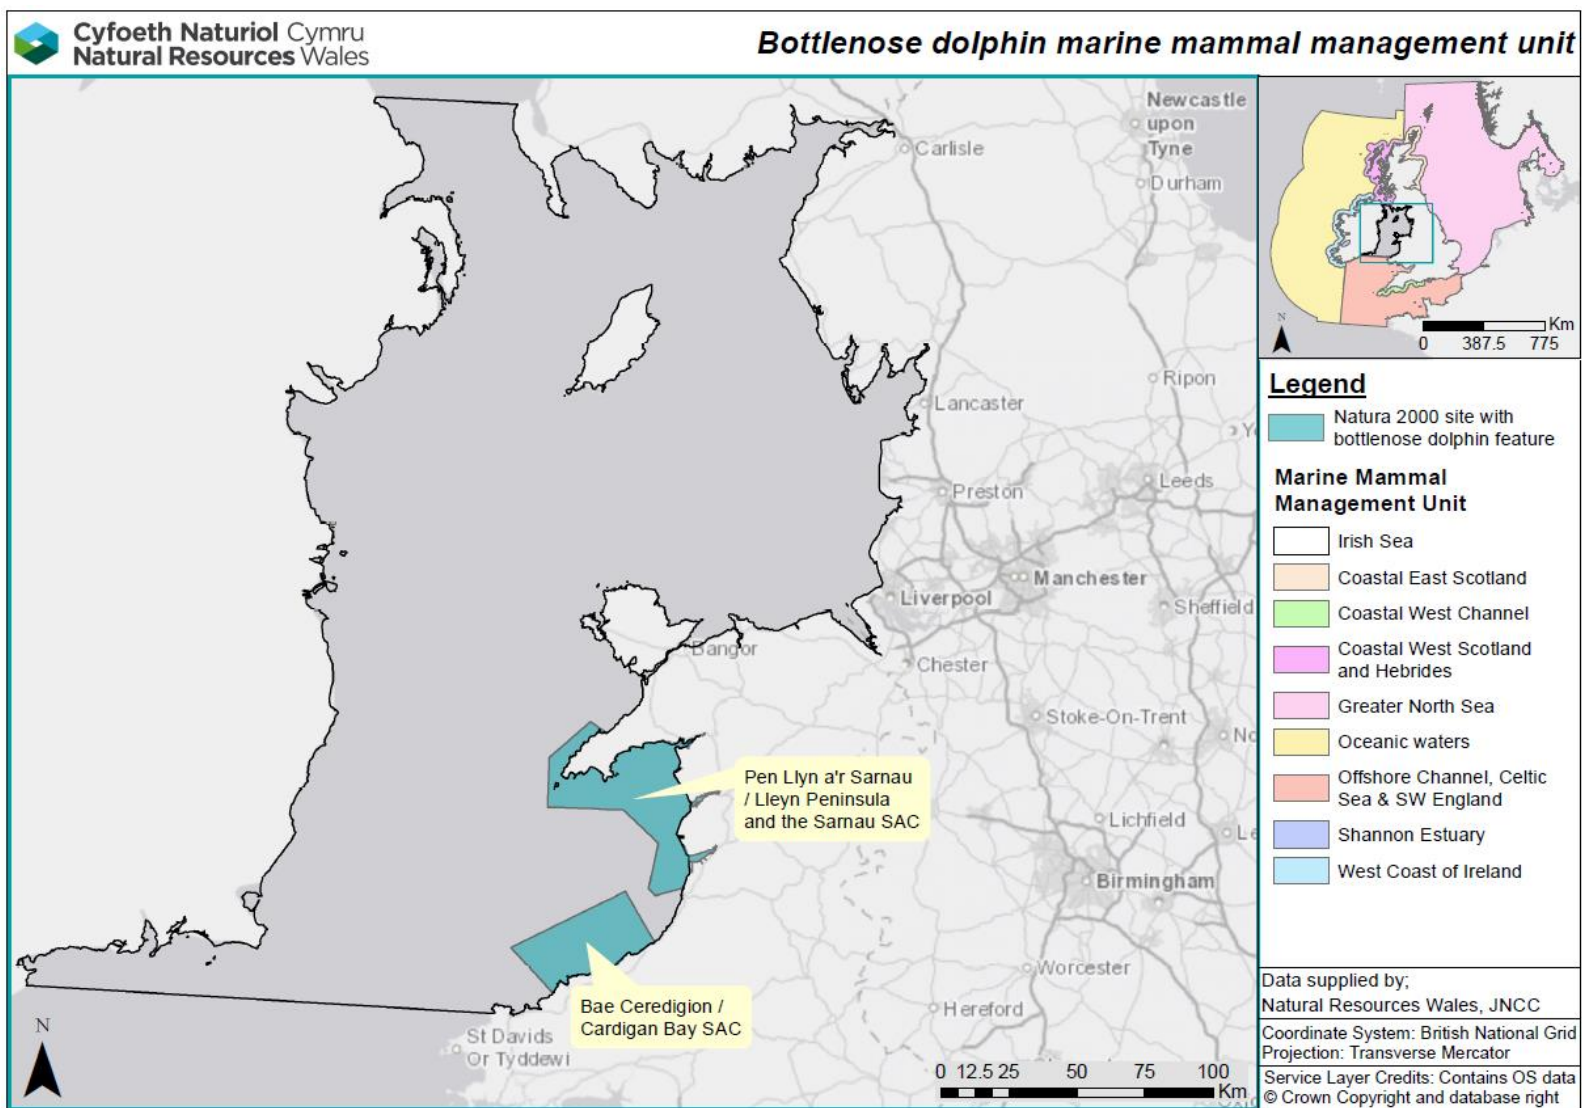 Cyfoeth Naturiol Cymru
Natural Resources Wales
Bottlenose dolphin marine mammal management unit
Newcastle
upon
Tyne
Carlisle
Durham
Ripon
Lancaster
Preston
Leeds
Manchester
Liverpool
Sheffield
Bangor
Chester
Stoke-On-Trent
Pen Llyn a'r Sarnau
/ Lleyn Peninsula
and the Sarnau SAC
Lichfield
Birmingham
Worcester
Bae Ceredigion /
Cardigan Bay SAC
Hereford
St Davids
Or Tyddewi
N
0 12.5 25 50 75 100
Km
N
Km
0 387.5 775
Legend
Natura 2000 site with
bottlenose dolphin feature
Marine Mammal
Management Unit
Irish Sea
Coastal East Scotland
Coastal West Channel
Coastal West Scotland
and Hebrides
Greater North Sea
Oceanic waters
Offshore Channel, Celtic
Sea & SW England
Shannon Estuary
West Coast of Ireland
Data supplied by;
Natural Resources Wales, JNCC
Coordinate System: British National Grid
Projection: Transverse Mercator
Service Layer Credits: Contains OS data
© Crown Copyright and database right